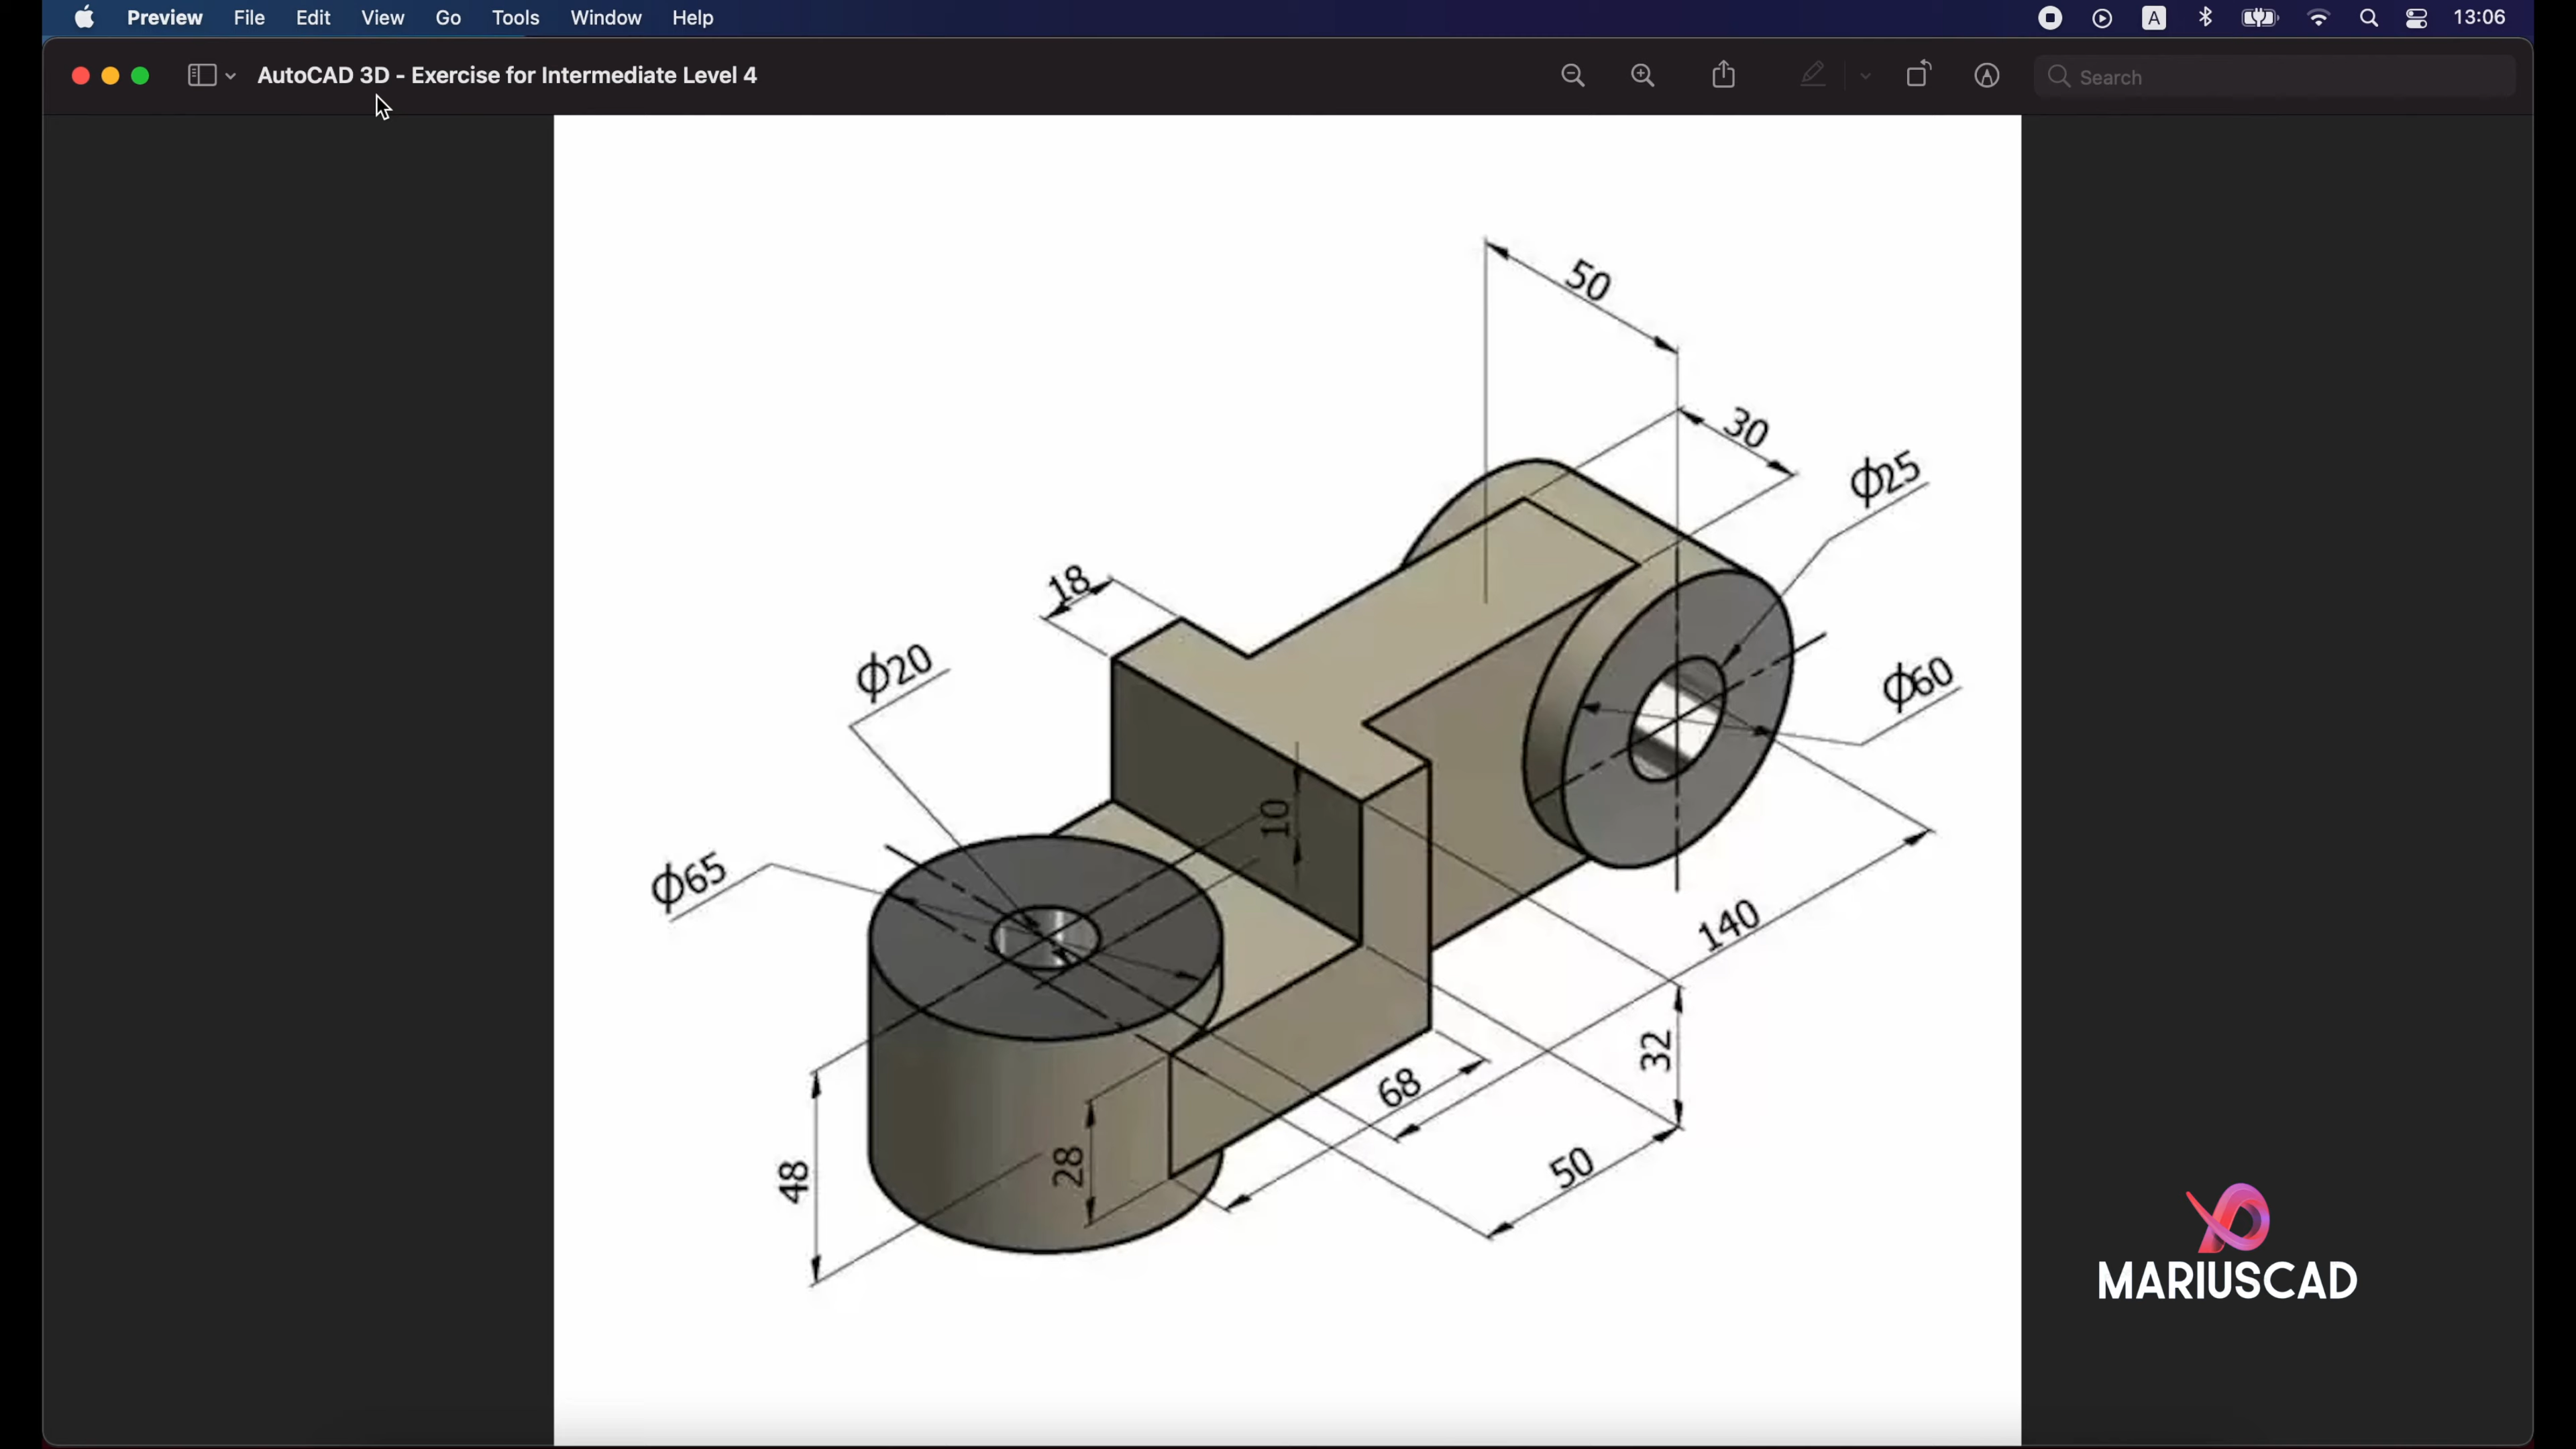 Preview File Edit View Go Tools Window Help A 13:06
AutoCAD 3D - Exercise for Intermediate Level 4 Search
50
30
ϕ25
18
ϕ20
ϕ60
10
ϕ65
140
32
68
28
48
50
MARIUSCAD